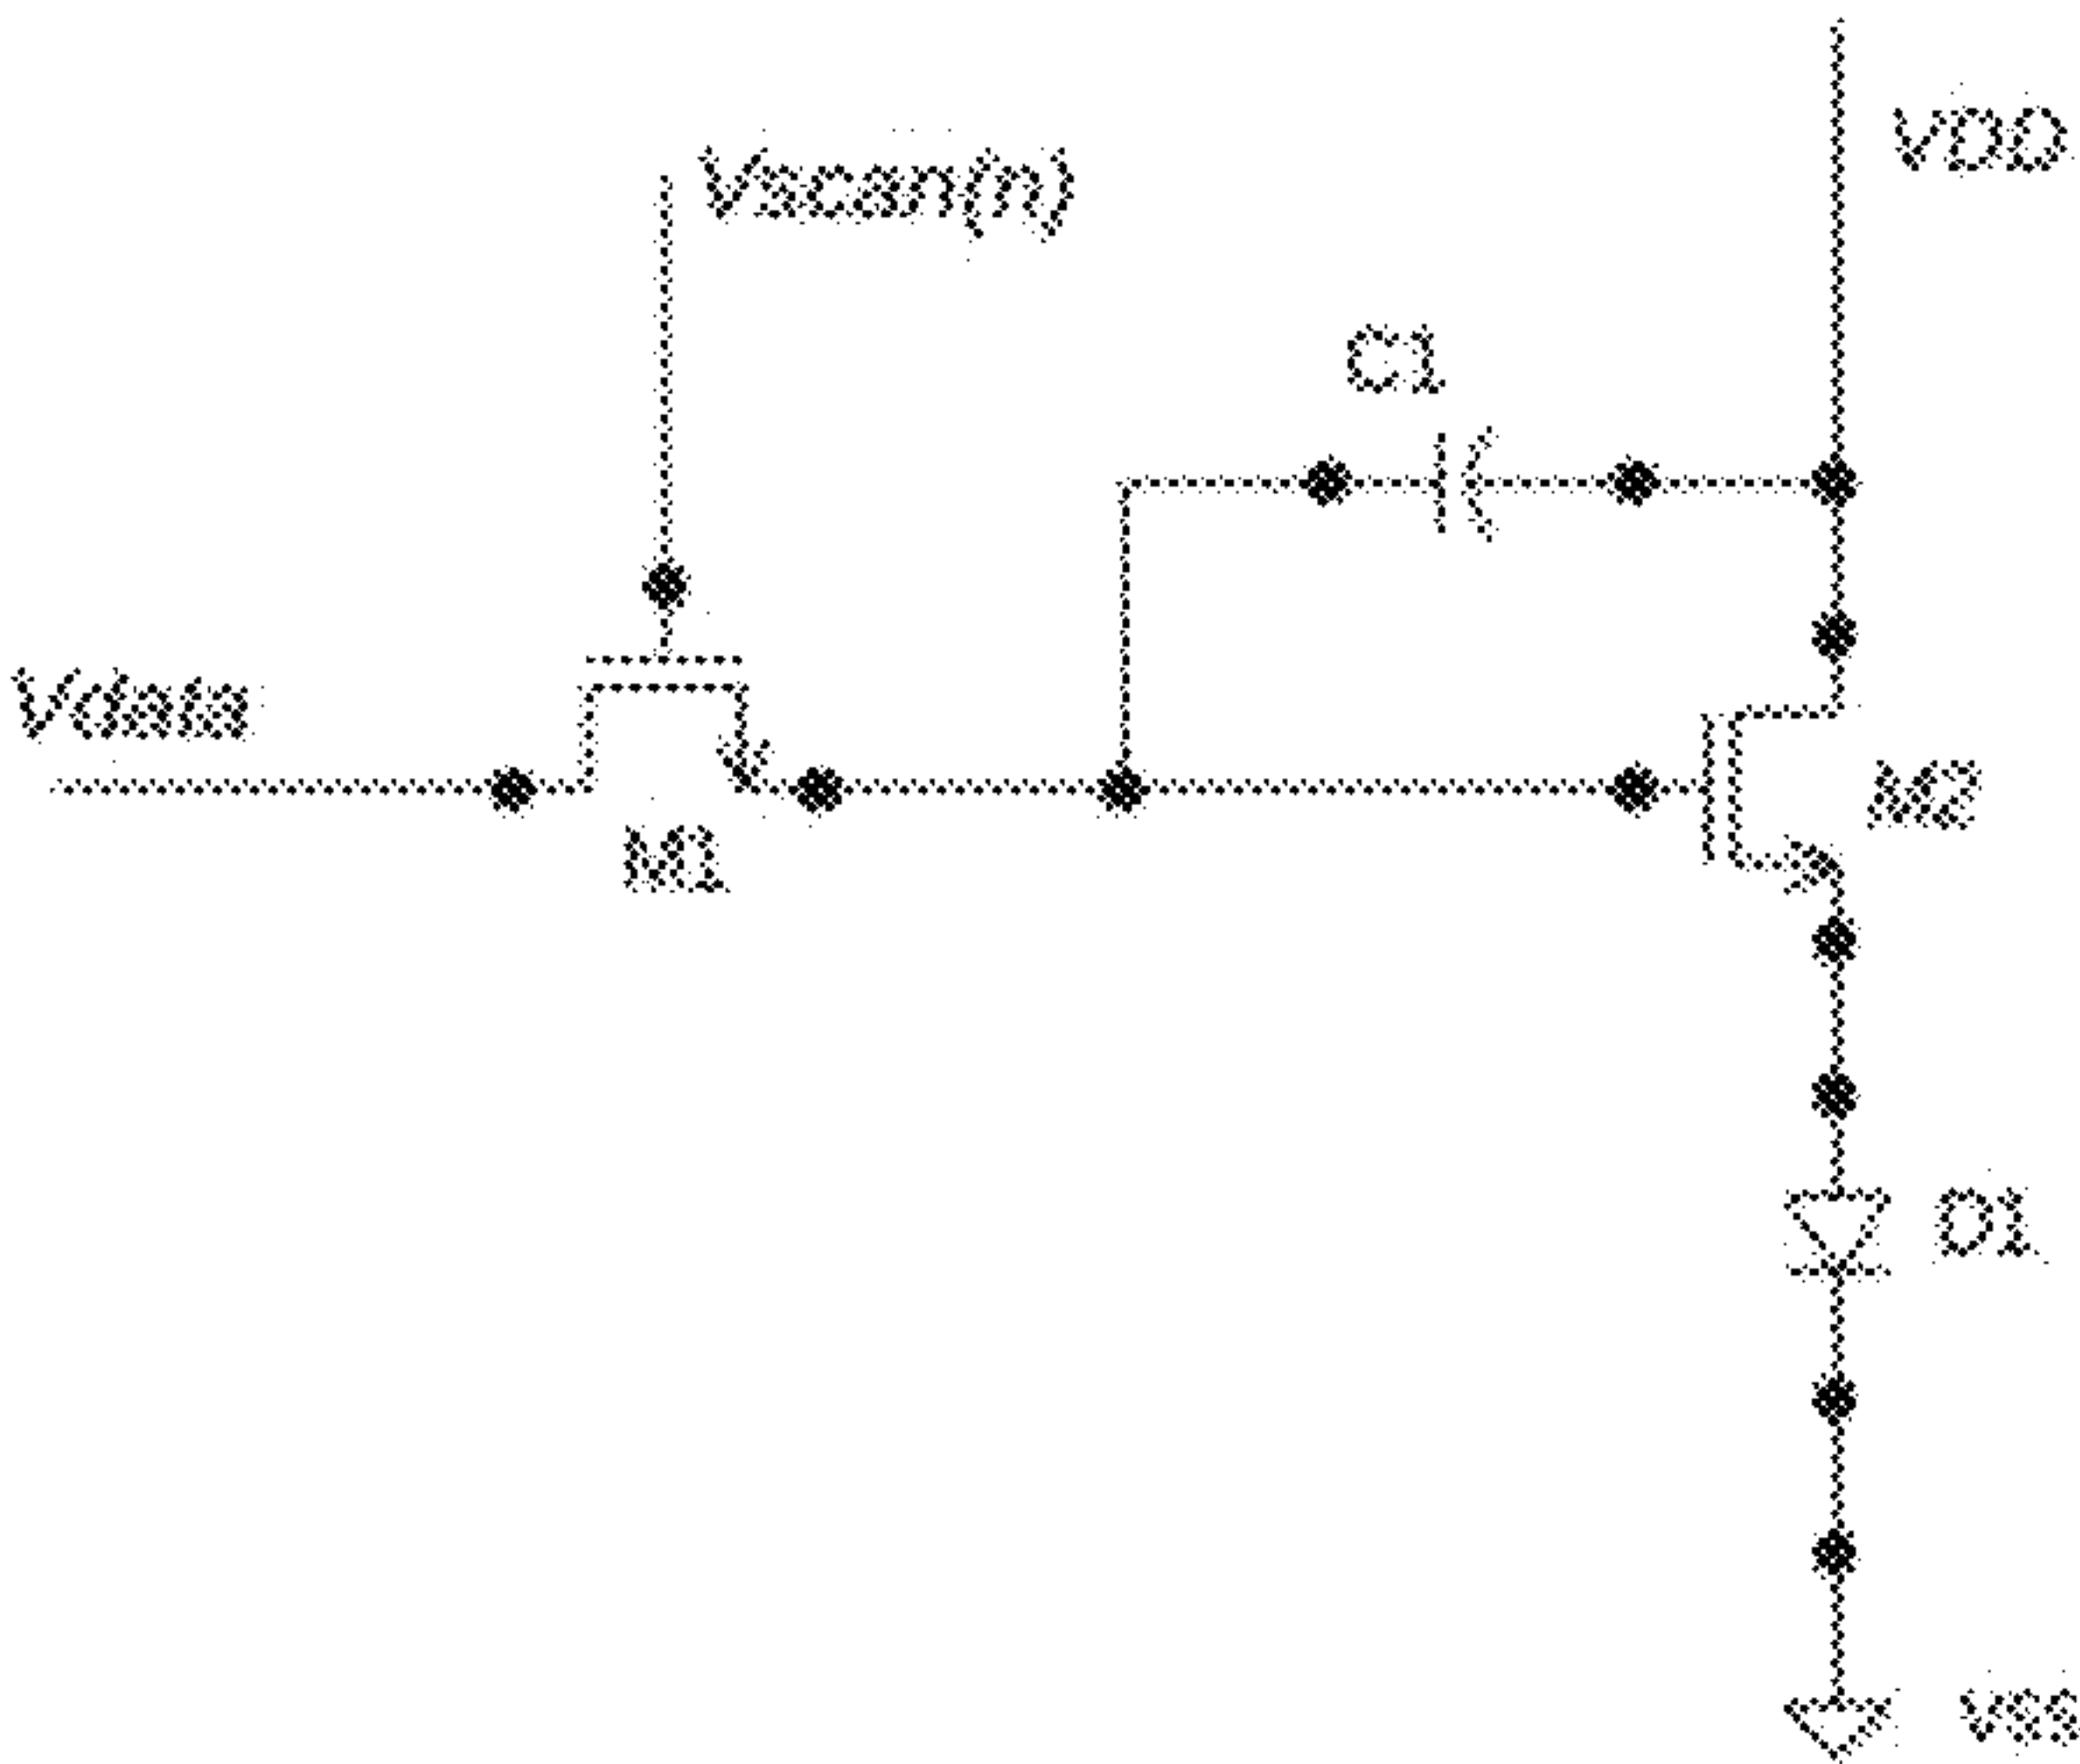 VDD
Vscan(n)
C1
Vdata
M2
M1
D1
VSS